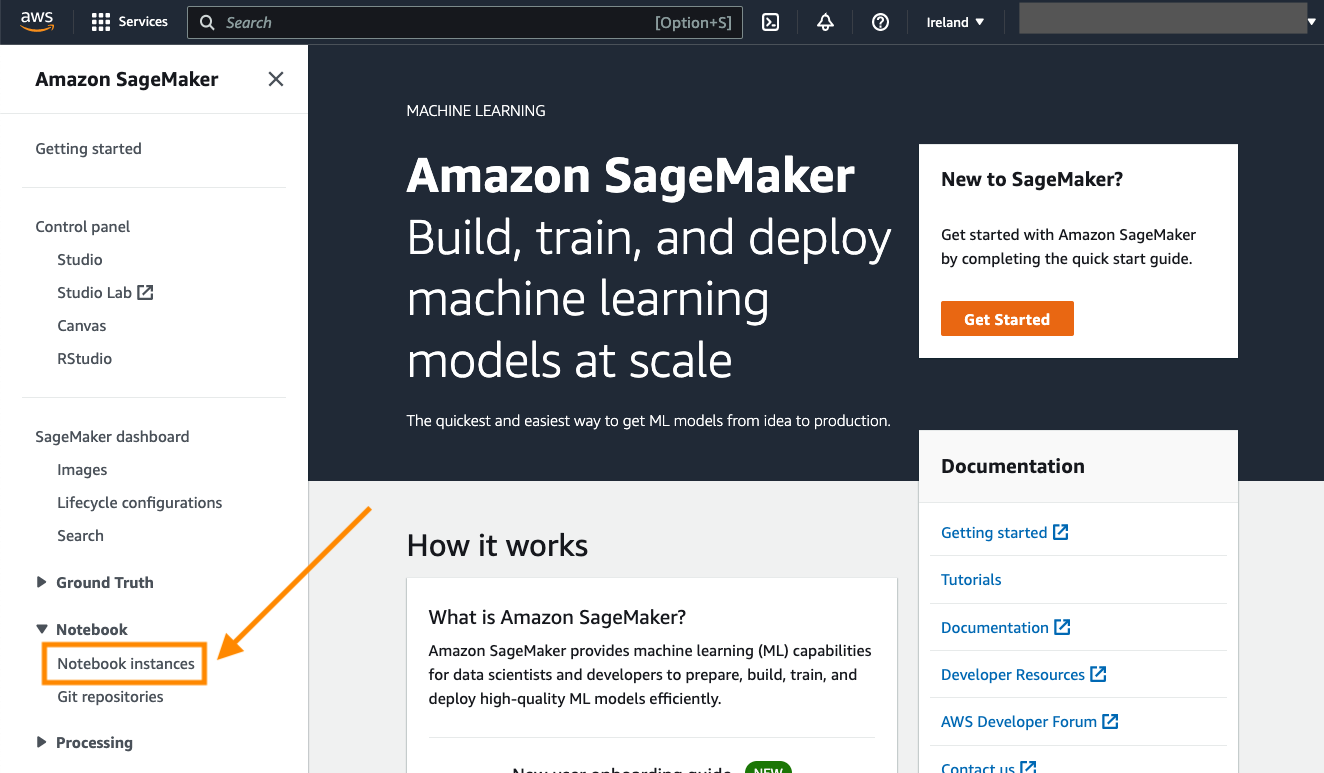 aws
Services
Search
[Option+S]
Ireland
Amazon SageMaker
Getting started
Control panel
Studio
Studio Lab
Canvas
RStudio
SageMaker dashboard
Images
Lifecycle configurations
Search
Ground Truth
Notebook
Notebook instances
Git repositories
Processing
MACHINE LEARNING
Amazon SageMaker
Build, train, and deploy
machine learning
models at scale
The quickest and easiest way to get ML models from idea to production.
New to SageMaker?
Get started with Amazon SageMaker
by completing the quick start guide.
Get Started
How it works
What is Amazon SageMaker?
Amazon SageMaker provides machine learning (ML) capabilities
for data scientists and developers to prepare, build, train, and
deploy high-quality ML models efficiently.
New user onboarding guide
NEW
Documentation
Getting started
Tutorials
Documentation
Developer Resources
AWS Developer Forum
Contact us